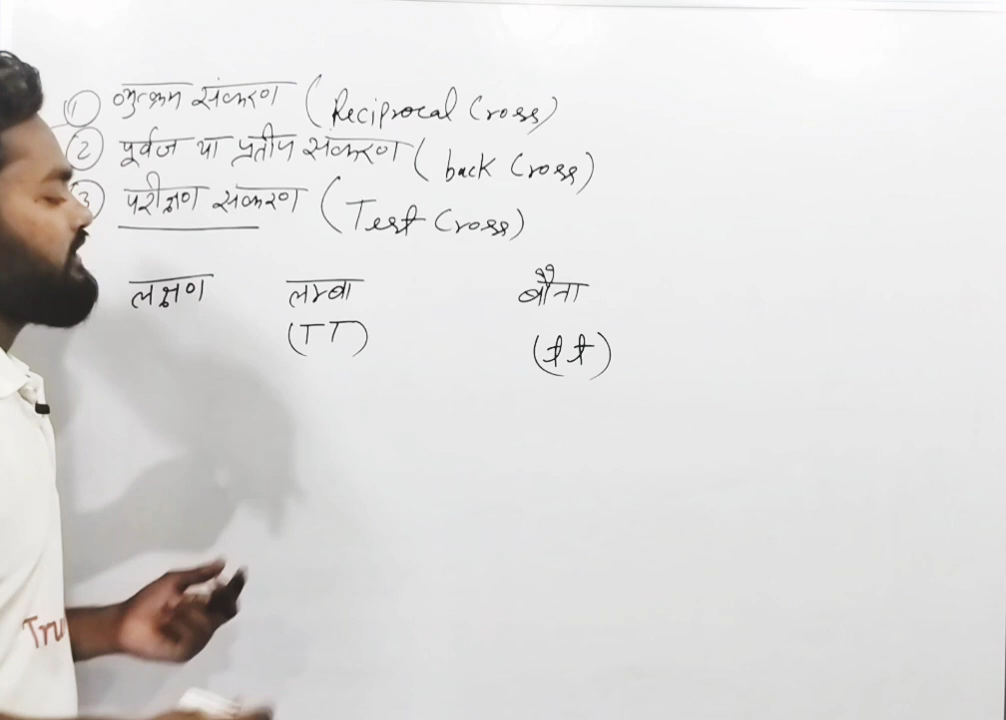 ① व्युत्क्रम संकरण (Reciprocal Cross)
② पूर्वज या प्रतीप संकरण (back Cross)
③ परीक्षण संकरण (Test Cross)
लक्षण लम्बा बौना
(TT) (tt)
Tru